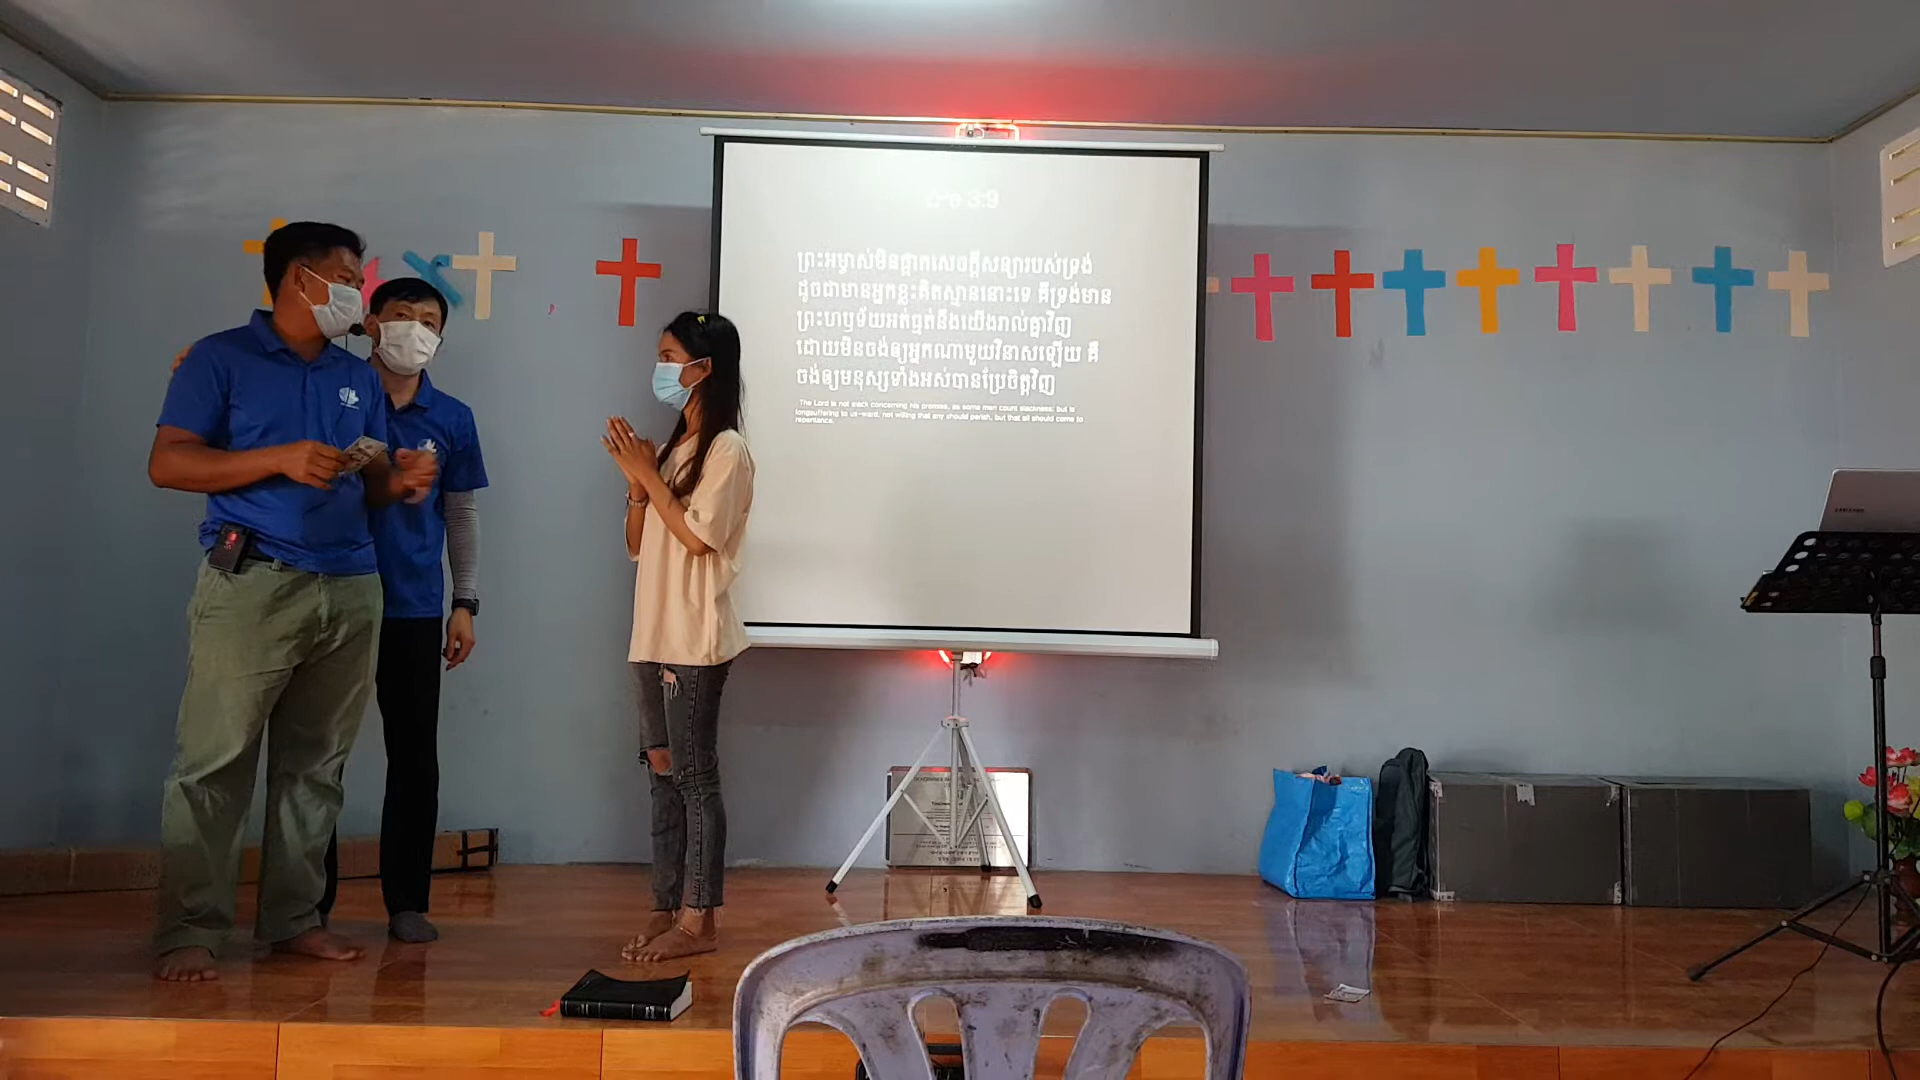 3:9
ព្រះអម្ចាស់មិនផ្អាកសេចក្ដីសន្យារបស់ទ្រង់
ដូចជាមានអ្នកខ្លះគិតស្មាននោះទេ គឺទ្រង់មាន
ព្រះហឫទ័យអត់ធ្មត់នឹងយើងរាល់គ្នាវិញ
ដោយមិនចង់ឲ្យអ្នកណាមួយវិនាសឡើយ គឺ
ចង់ឲ្យមនុស្សទាំងអស់បានប្រែចិត្តវិញ
The Lord is not slack concerning his promise, as some men count slackness; but is
longsuffering to us-ward, not willing that any should perish, but that all should come to
repentance.
SAMSUNG